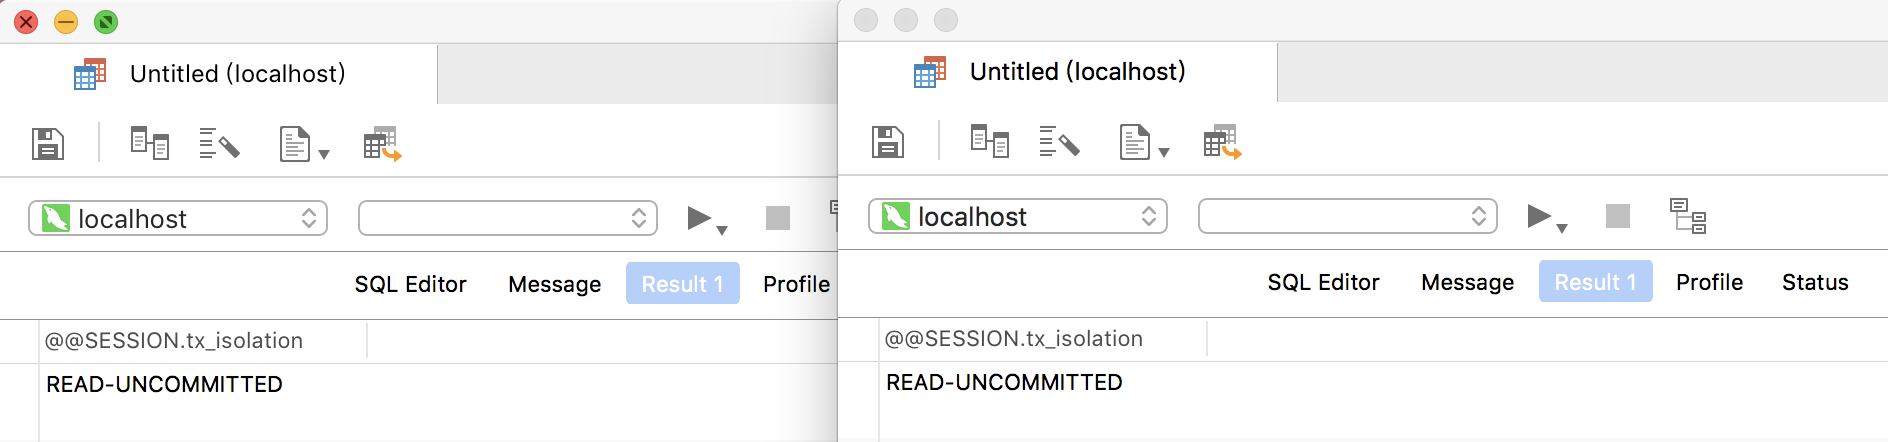 Untitled (localhost)
localhost
SQL Editor Message Result 1 Profile
@@SESSION.tx_isolation
READ-UNCOMMITTED
Untitled (localhost)
localhost
SQL Editor Message Result 1 Profile Status
@@SESSION.tx_isolation
READ-UNCOMMITTED